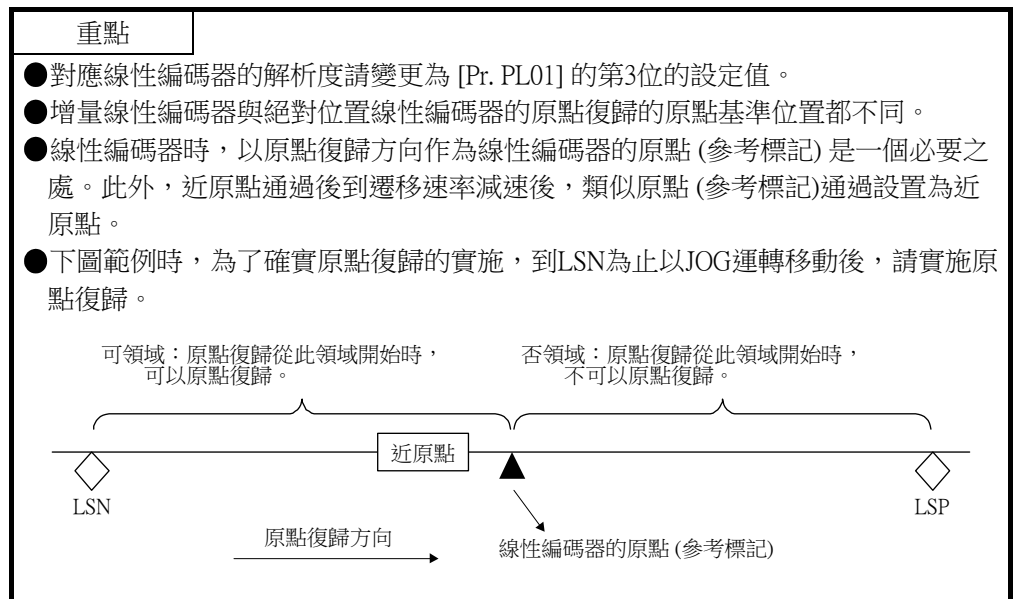 重點
●對應線性編碼器的解析度請變更為 [Pr. PL01] 的第3位的設定值。
●增量線性編碼器與絕對位置線性編碼器的原點復歸的原點基準位置都不同。
●線性編碼器時，以原點復歸方向作為線性編碼器的原點 (參考標記) 是一個必要之
處。此外，近原點通過後到遷移速率減速後，類似原點 (參考標記)通過設置為近
原點。
●下圖範例時，為了確實原點復歸的實施，到LSN為止以JOG運轉移動後，請實施原
點復歸。
可領域：原點復歸從此領域開始時，
可以原點復歸。
否領域：原點復歸從此領域開始時，
不可以原點復歸。
近原點
LSN
LSP
原點復歸方向
線性編碼器的原點 (參考標記)